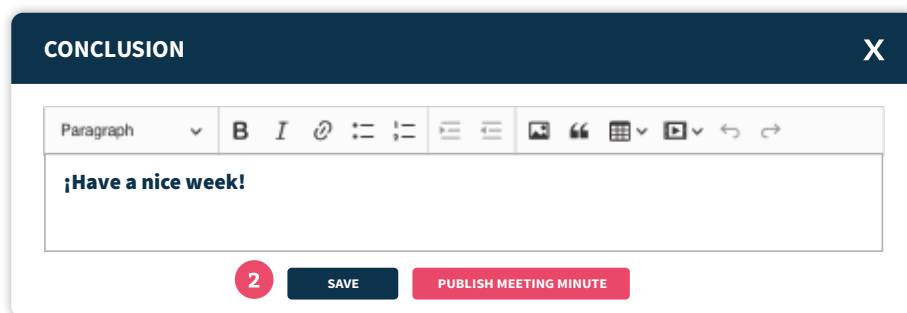 CONCLUSION X
Paragraph
¡Have a nice week!
2 SAVE PUBLISH MEETING MINUTE